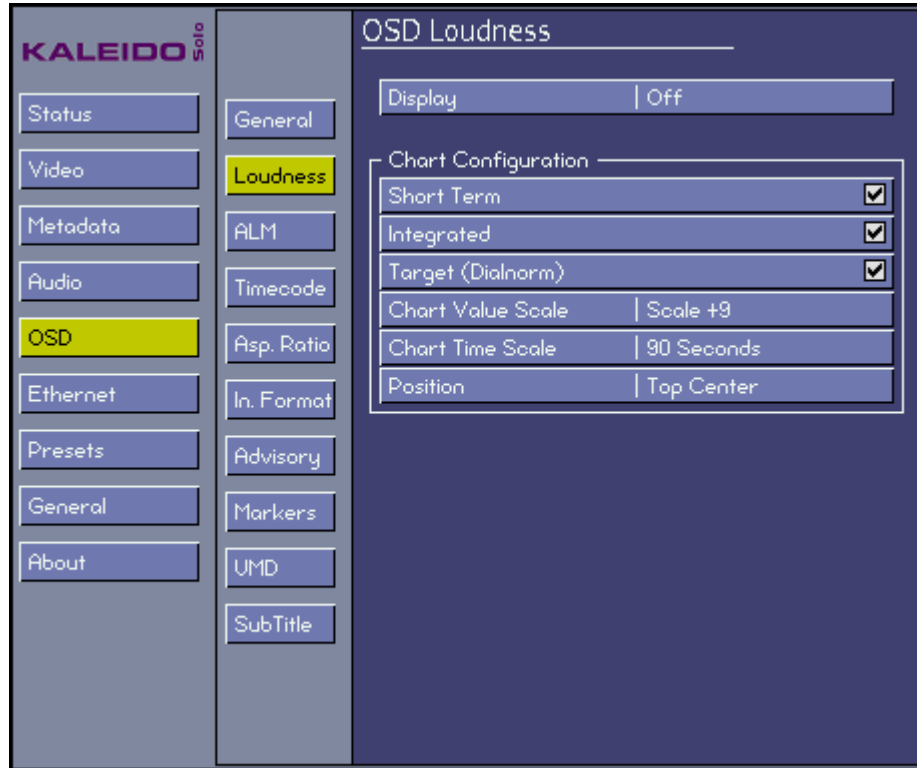 KALEIDO Solo
Status
Video
Metadata
Audio
OSD
Ethernet
Presets
General
About
General
Loudness
ALM
Timecode
Asp. Ratio
In. Format
Advisory
Markers
UMD
SubTitle
OSD Loudness
Display | Off
Chart Configuration
Short Term
Integrated
Target (Dialnorm)
Chart Value Scale | Scale +9
Chart Time Scale | 90 Seconds
Position | Top Center